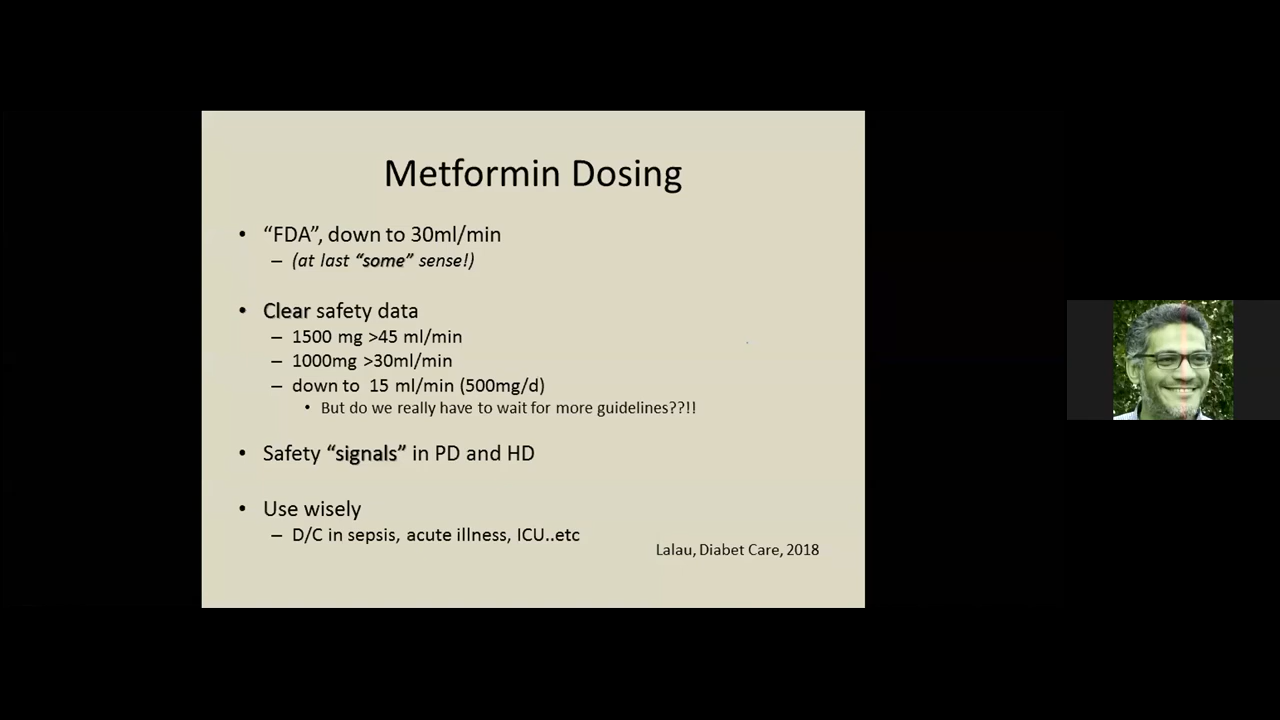 Metformin Dosing
• “FDA”, down to 30ml/min
– (at last “some” sense!)
• Clear safety data
– 1500 mg >45 ml/min
– 1000mg >30ml/min
– down to 15 ml/min (500mg/d)
• But do we really have to wait for more guidelines??!!
• Safety “signals” in PD and HD
• Use wisely
– D/C in sepsis, acute illness, ICU..etc
Lalau, Diabet Care, 2018